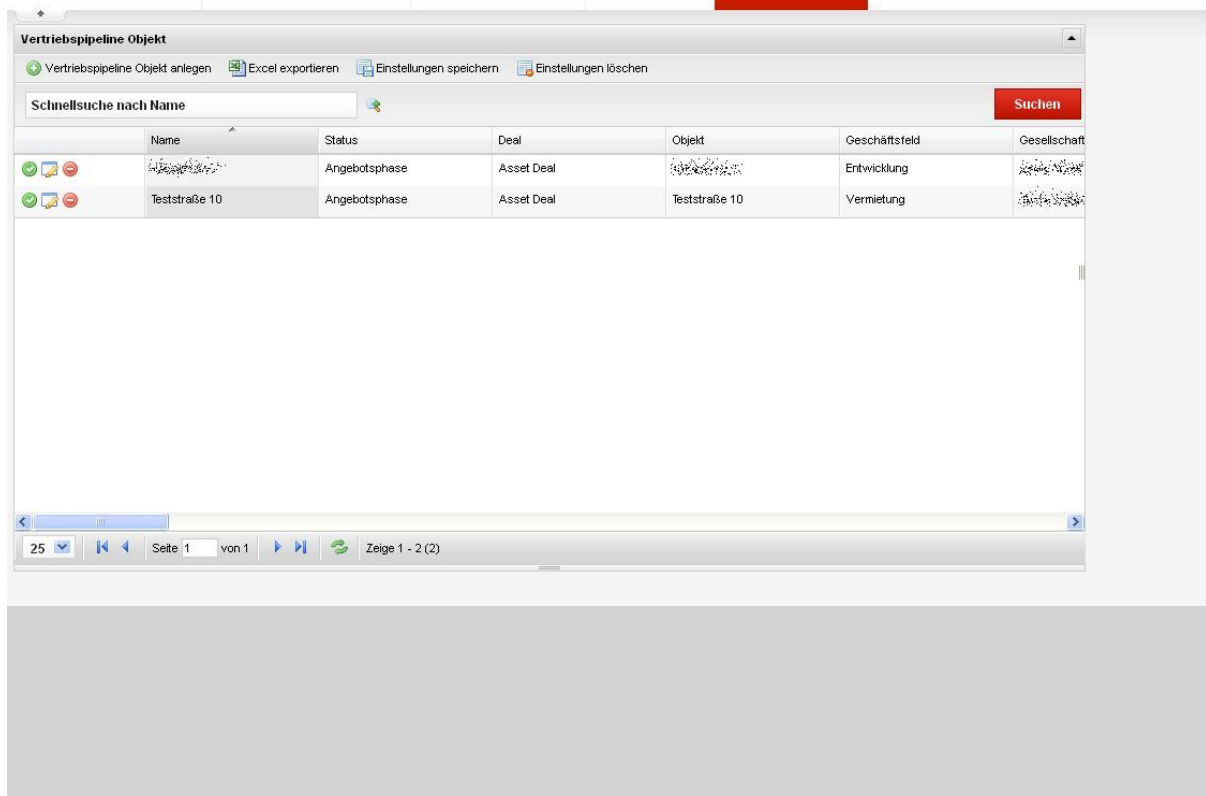 Vertriebspipeline Objekt
Vertriebspipeline Objekt anlegen Excel exportieren Einstellungen speichern Einstellungen löschen
Schnellsuche nach Name Suchen
Name Status Deal Objekt Geschäftsfeld Gesellschaft
Angebotsphase Asset Deal Entwicklung
Teststraße 10 Angebotsphase Asset Deal Teststraße 10 Vermietung
25 Seite 1 von 1 Zeige 1 - 2 (2)